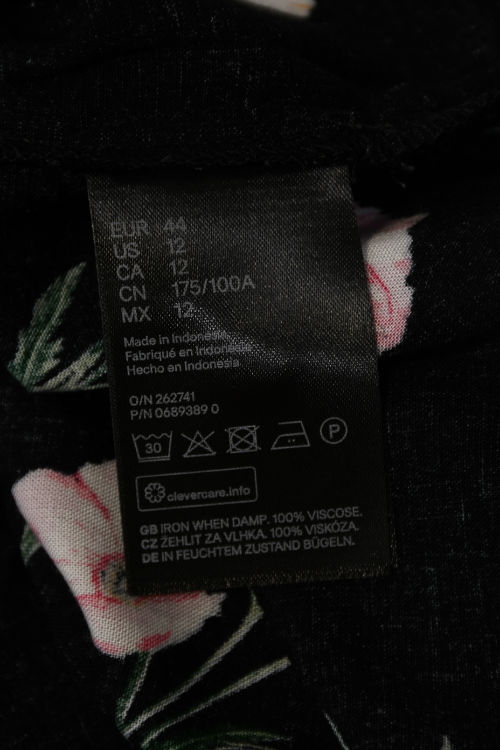 EUR 44
US 12
CA 12
CN 175/100A
MX 12
Made in Indonesia
Fabriqué en Indonésie
Hecho en Indonesia
O/N 262741
P/N 0689389 0
30 P
clevercare.info
GB IRON WHEN DAMP. 100% VISCOSE.
CZ ŽEHLIT ZA VLHKA. 100% VISKÓZA.
DE IN FEUCHTEM ZUSTAND BÜGELN.